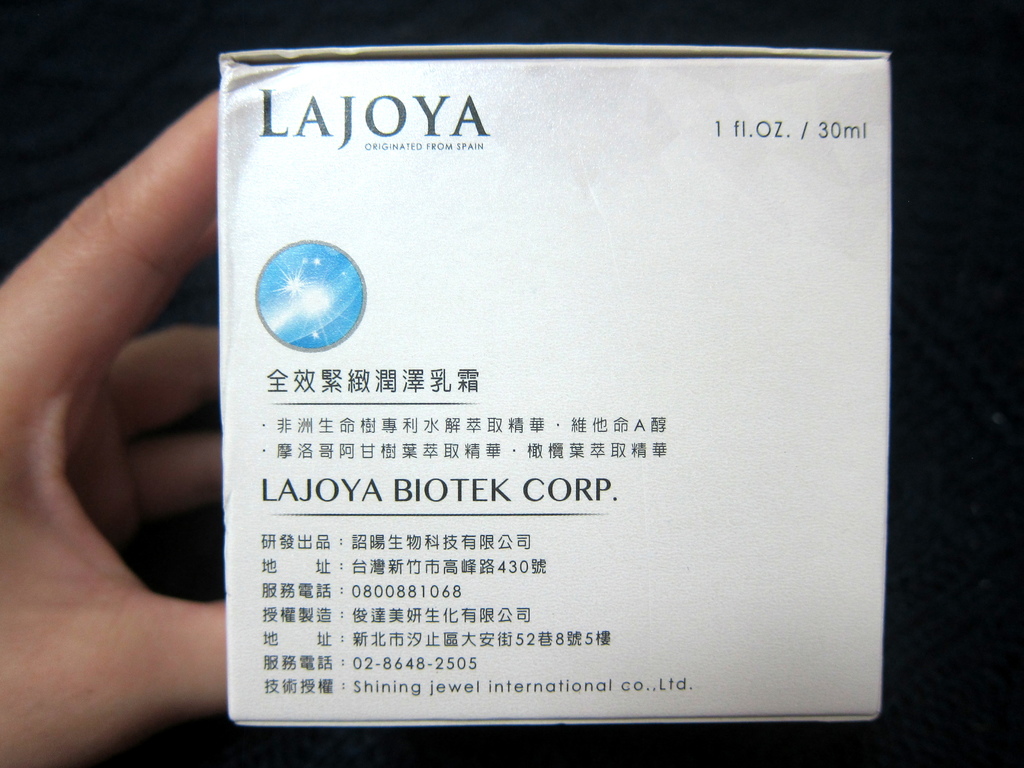 LAJOYA
ORIGINATED FROM SPAIN
1 fl.OZ. / 30ml
全效緊緻潤澤乳霜
·非洲生命樹專利水解萃取精華·維他命A醇
·摩洛哥阿甘樹葉萃取精華·橄欖葉萃取精華
LAJOYA BIOTEK CORP.
研發出品：詔暘生物科技有限公司
地　　址：台灣新竹市高峰路430號
服務電話：0800881068
授權製造：俊達美妍生化有限公司
地　　址：新北市汐止區大安街52巷8號5樓
服務電話：02-8648-2505
技術授權：Shining jewel international co.,Ltd.